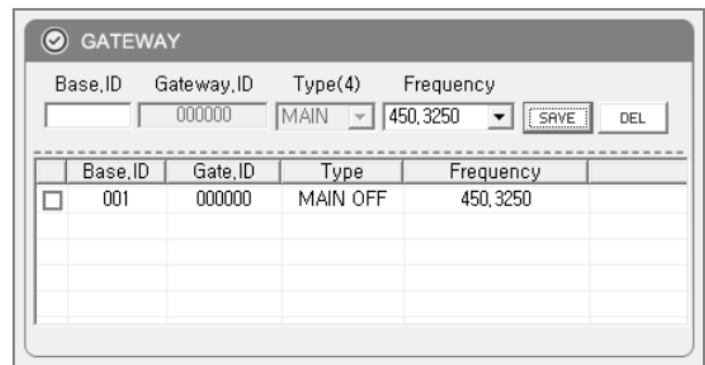 GATEWAY
Base,ID Gateway,ID Type(4) Frequency
000000 MAIN 450,3250 SAVE DEL
Base,ID Gate,ID Type Frequency
001 000000 MAIN OFF 450,3250